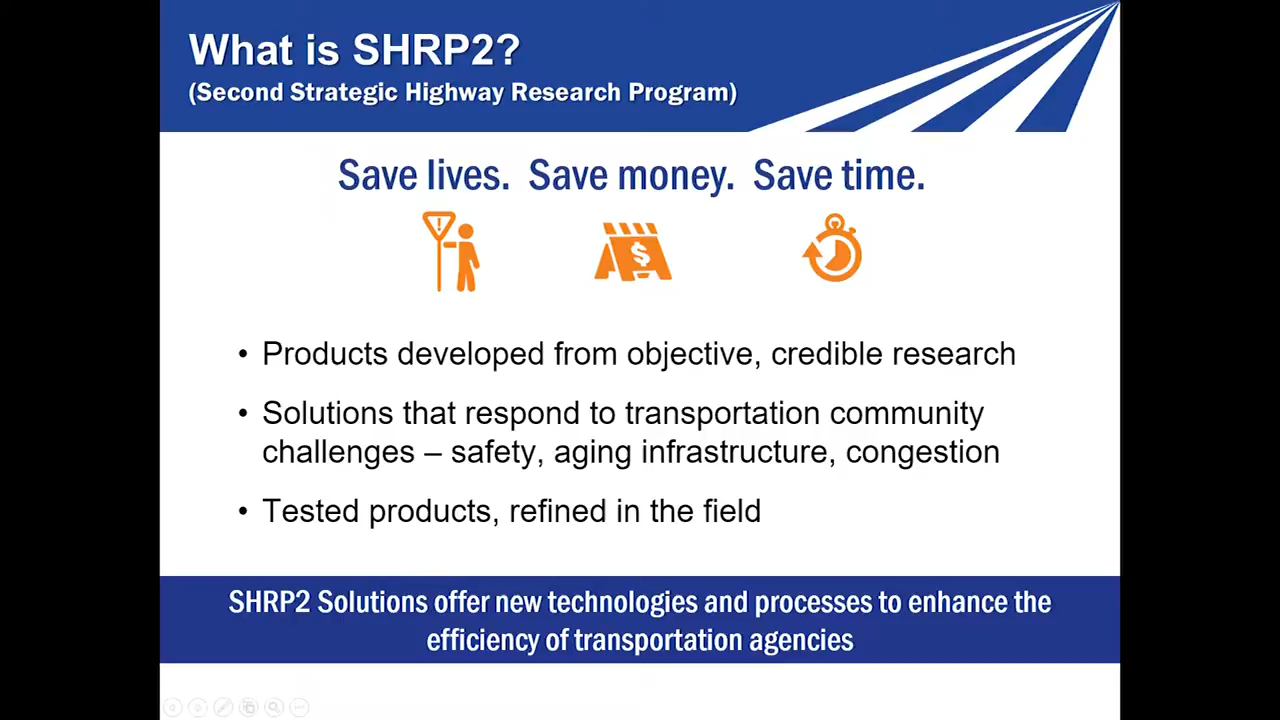 What is SHRP2?
(Second Strategic Highway Research Program)
Save lives. Save money. Save time.
!
$
• Products developed from objective, credible research
• Solutions that respond to transportation community
challenges – safety, aging infrastructure, congestion
• Tested products, refined in the field
SHRP2 Solutions offer new technologies and processes to enhance the
efficiency of transportation agencies